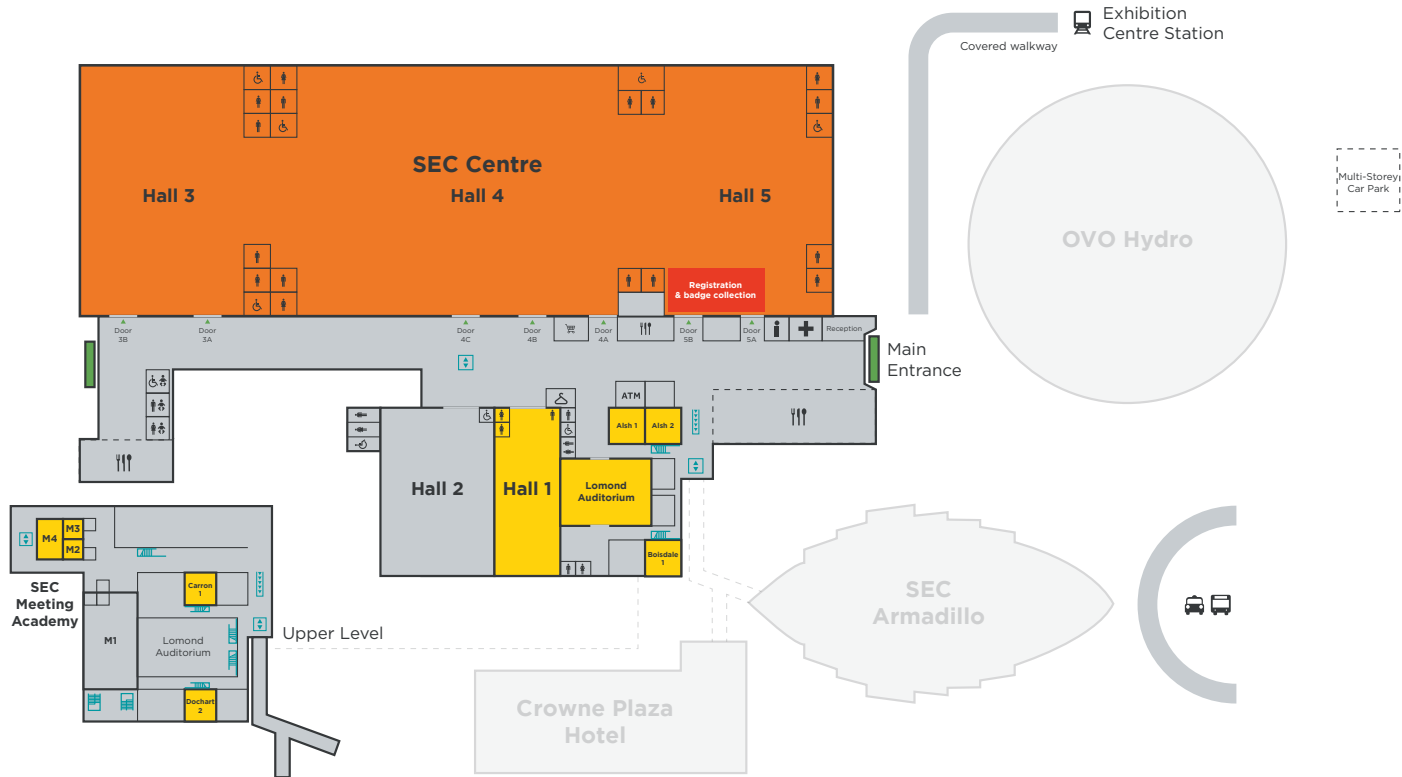 Exhibition
Centre Station
Covered walkway
SEC Centre
Hall 3
Hall 4
Hall 5
Multi-Storey
Car Park
OVO Hydro
Registration
& badge collection
Door
3B
Door
3A
Door
4C
Door
4B
Door
4A
Door
5B
Door
5A
Reception
Main
Entrance
ATM
Alsh 1
Alsh 2
Hall 2
Hall 1
Lomond
Auditorium
Boisdale
1
M4
M3
M2
SEC
Meeting
Academy
Carron
1
M1
Lomond
Auditorium
Upper Level
Dochart
2
SEC
Armadillo
Crowne Plaza
Hotel